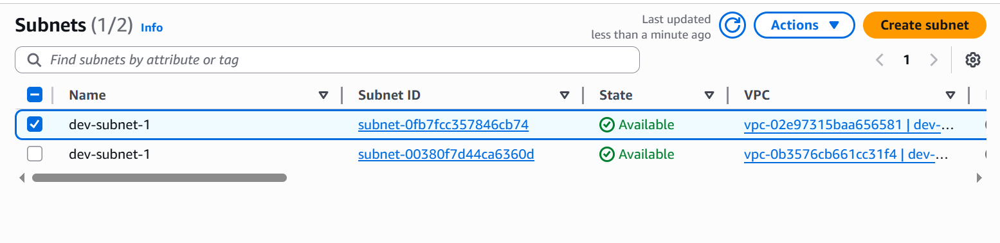 Subnets (1/2) Info
Last updated
less than a minute ago
Actions
Create subnet
Find subnets by attribute or tag
1
Name Subnet ID State VPC
dev-subnet-1 subnet-0fb7fcc357846cb74 Available vpc-02e97315baa656581 | dev-...
dev-subnet-1 subnet-00380f7d44ca6360d Available vpc-0b3576cb661cc31f4 | dev-...